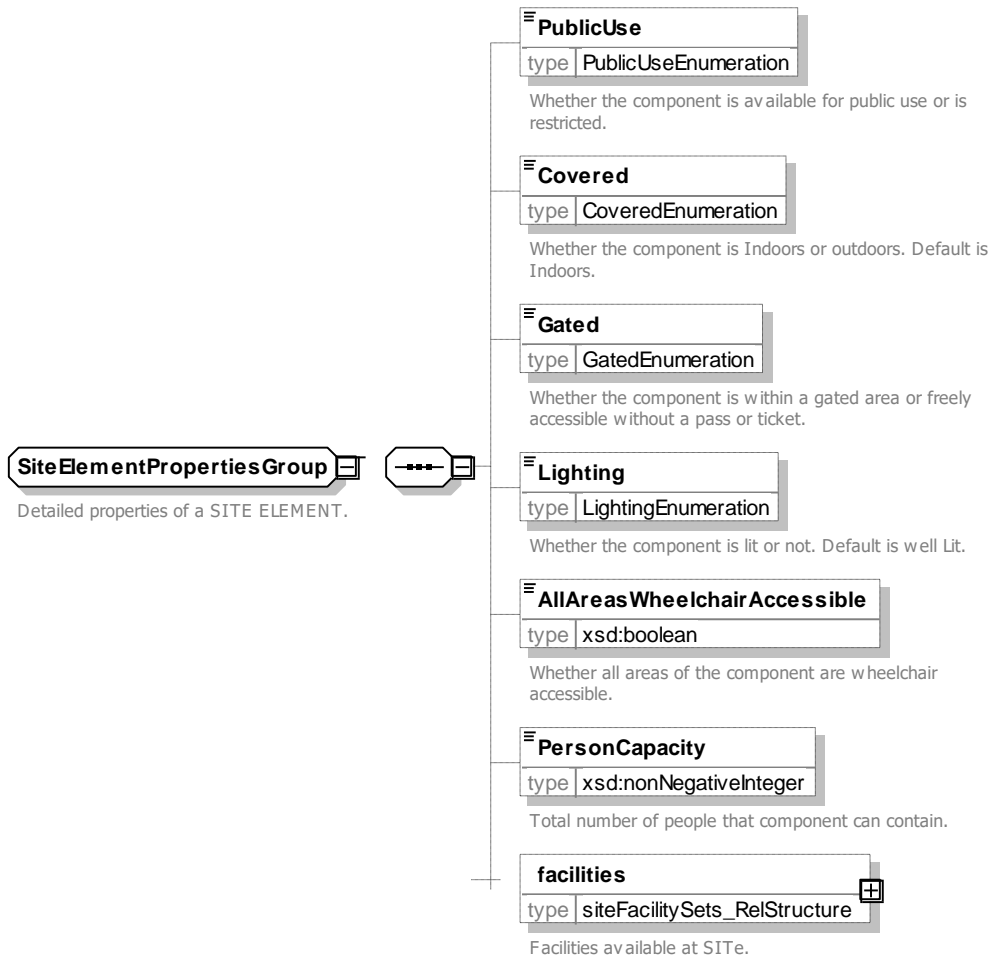 PublicUse
type PublicUseEnumeration
Whether the component is available for public use or is
restricted.
Covered
type CoveredEnumeration
Whether the component is Indoors or outdoors. Default is
Indoors.
Gated
type GatedEnumeration
Whether the component is within a gated area or freely
accessible without a pass or ticket.
SiteElementPropertiesGroup
Detailed properties of a SITE ELEMENT.
Lighting
type LightingEnumeration
Whether the component is lit or not. Default is well Lit.
AllAreasWheelchairAccessible
type xsd:boolean
Whether all areas of the component are wheelchair
accessible.
PersonCapacity
type xsd:nonNegativeInteger
Total number of people that component can contain.
facilities
type siteFacilitySets_RelStructure
Facilities available at SITe.